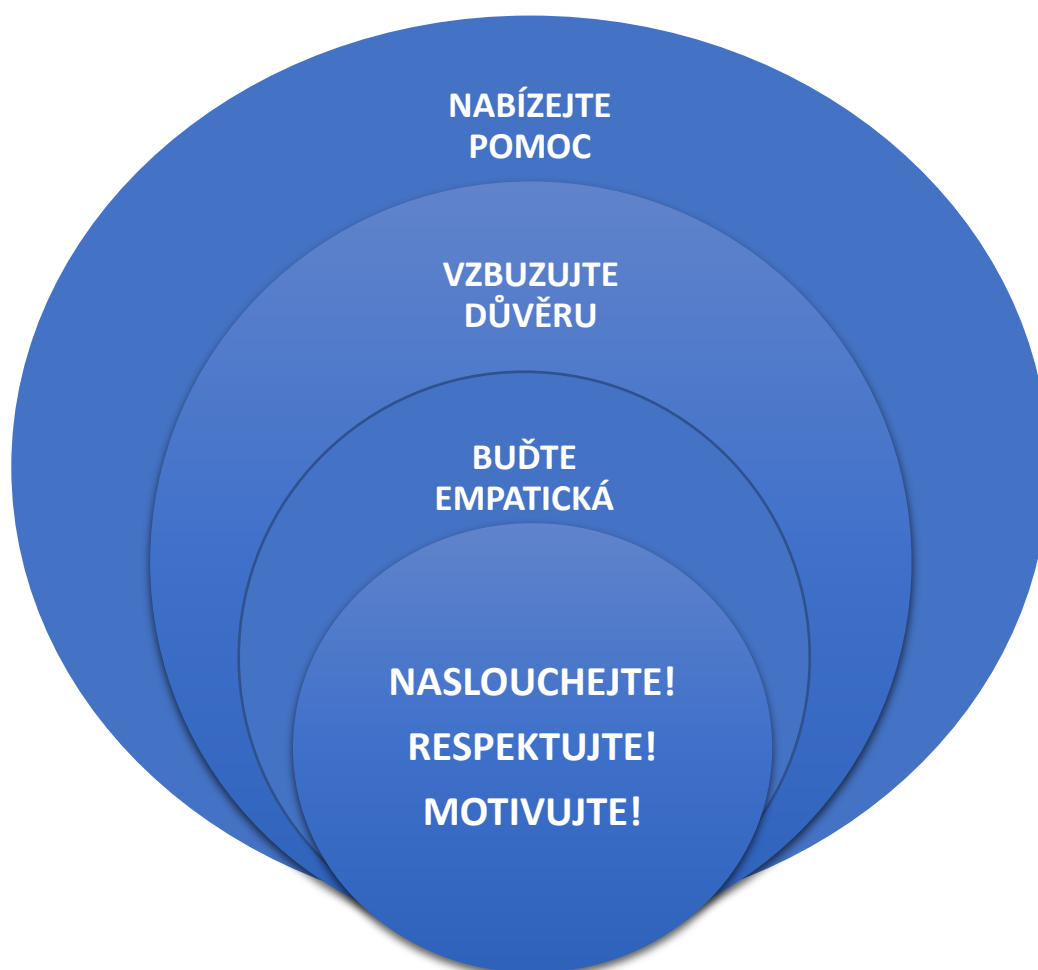 NABÍZEJTE
POMOC
VZBUZUJTE
DŮVĚRU
BUĎTE
EMPATICKÁ
NASLOUCHEJTE!
RESPEKTUJTE!
MOTIVUJTE!